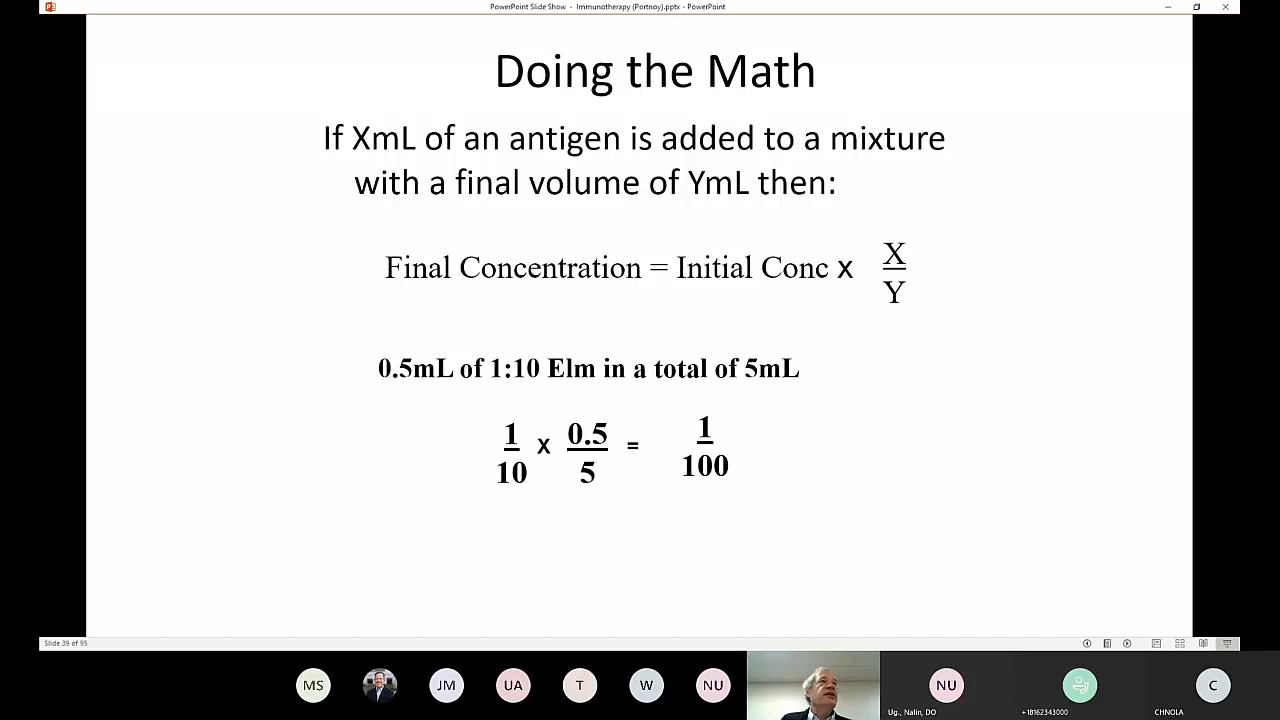 PowerPoint Slide Show - Immunotherapy (Portnoy).pptx - PowerPoint
Doing the Math
If XmL of an antigen is added to a mixture
with a final volume of YmL then:
Final Concentration = Initial Conc x X/Y
0.5mL of 1:10 Elm in a total of 5mL
1/10 x 0.5/5 = 1/100
Slide 39 of 95
MS JM UA T W NU NU C
Ug., Nalin, DO +18162343000 CHNOLA